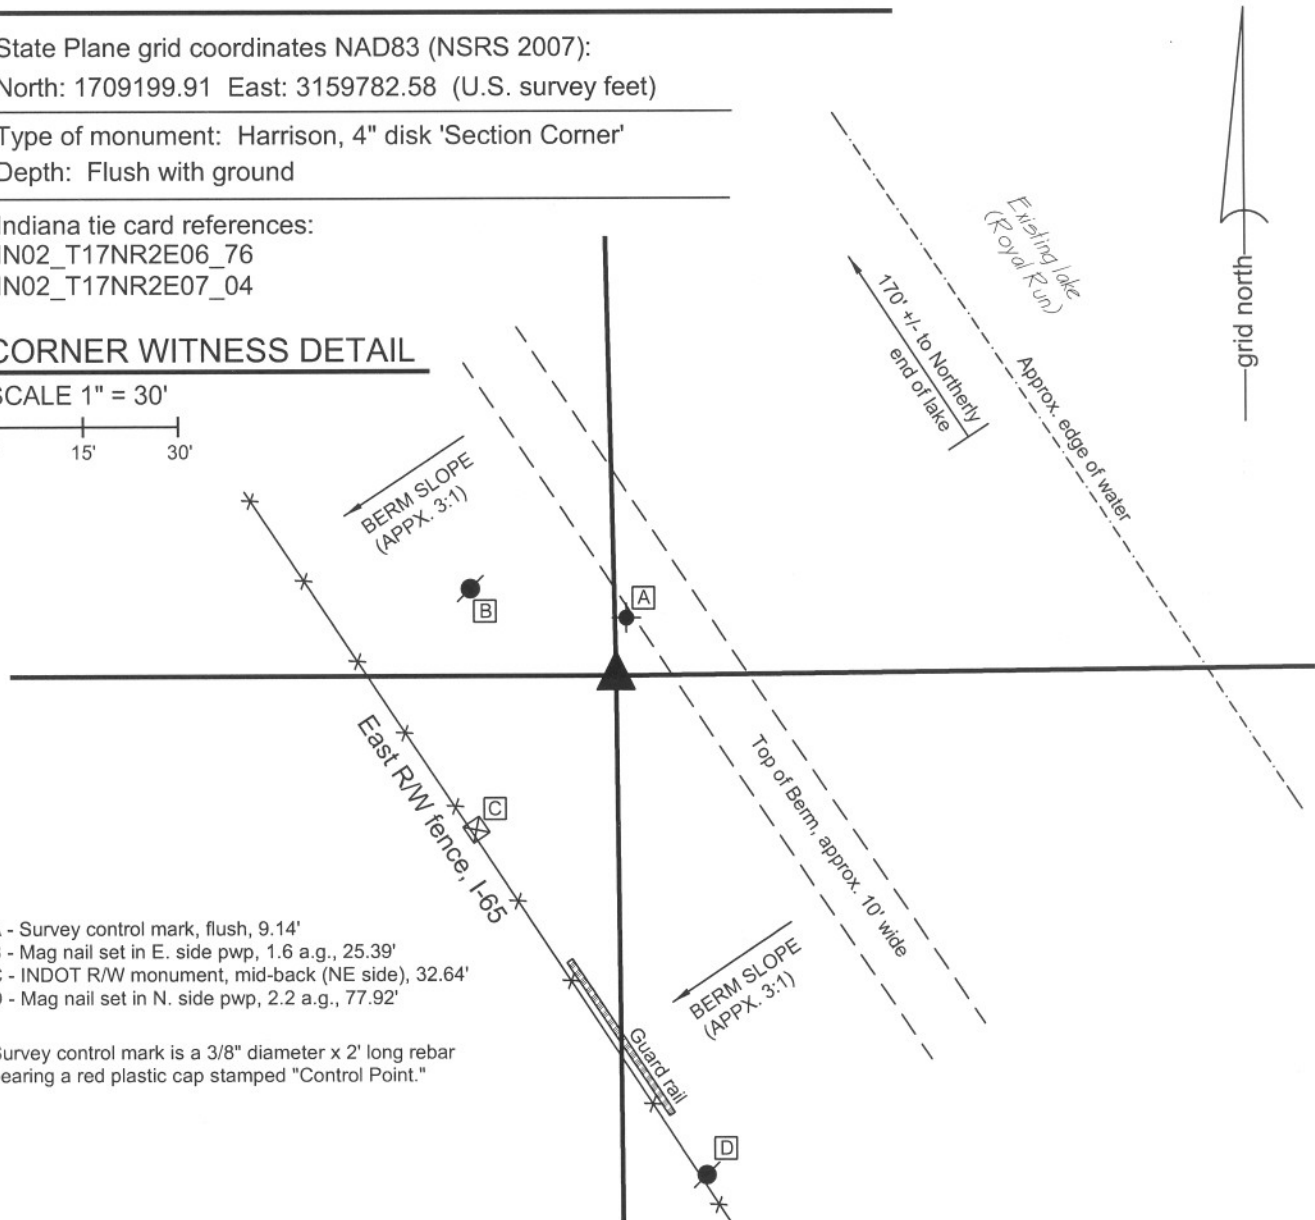 State Plane grid coordinates NAD83 (NSRS 2007):
North: 1709199.91 East: 3159782.58 (U.S. survey feet)
Type of monument: Harrison, 4" disk 'Section Corner'
Depth: Flush with ground
Indiana tie card references:
IN02_T17NR2E06_76
IN02_T17NR2E07_04
CORNER WITNESS DETAIL
SCALE 1" = 30'
15' 30'
BERM SLOPE
(APPX. 3:1)
B
A
170' +/- to Northerly
end of lake
Existing lake
(Royal Run)
Approx. edge of water
grid north
East R/W fence, I-65
C
Top of Berm, approx. 10' wide
- Survey control mark, flush, 9.14'
- Mag nail set in E. side pwp, 1.6 a.g., 25.39'
- INDOT R/W monument, mid-back (NE side), 32.64'
- Mag nail set in N. side pwp, 2.2 a.g., 77.92'
Survey control mark is a 3/8" diameter x 2' long rebar
earing a red plastic cap stamped "Control Point."
BERM SLOPE
(APPX. 3:1)
Guard rail
D